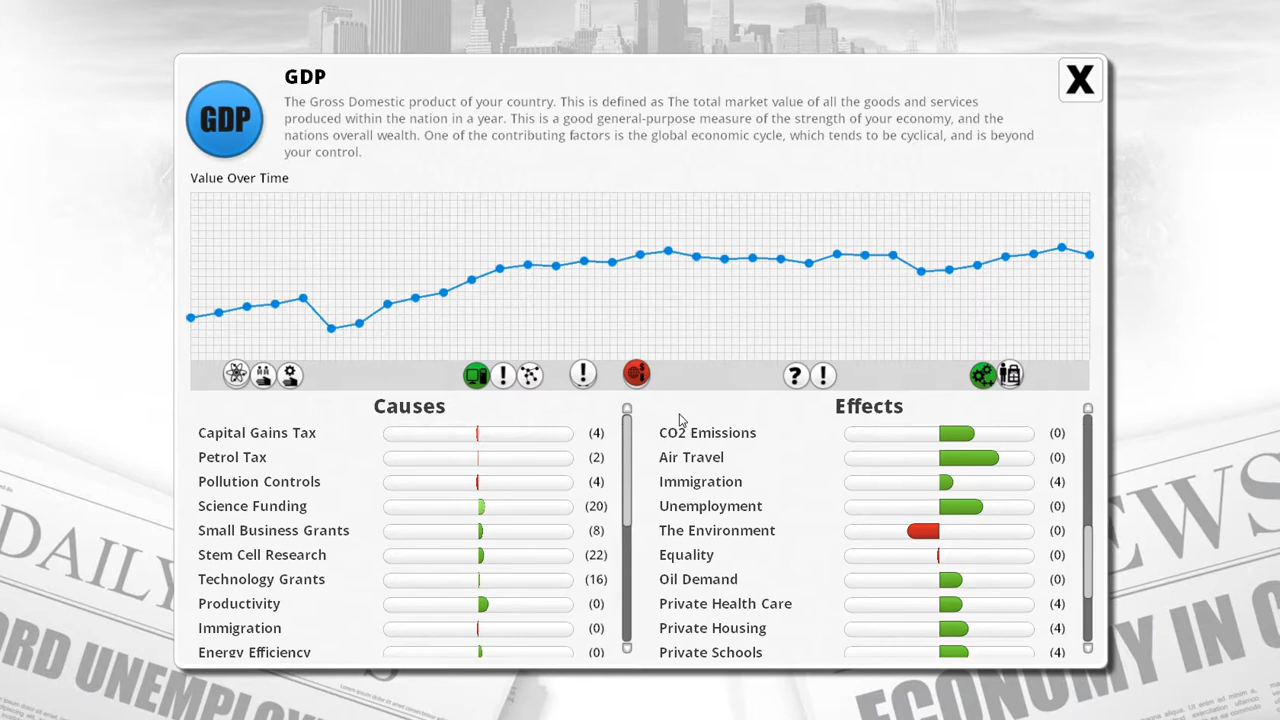 GDP
X
GDP
The Gross Domestic product of your country. This is defined as The total market value of all the goods and services
produced within the nation in a year. This is a good general-purpose measure of the strength of your economy, and the
nations overall wealth. One of the contributing factors is the global economic cycle, which tends to be cyclical, and is beyond
your control.
Value Over Time
! ! ? !
Causes
Capital Gains Tax (4)
Petrol Tax (2)
Pollution Controls (4)
Science Funding (20)
Small Business Grants (8)
Stem Cell Research (22)
Technology Grants (16)
Productivity (0)
Immigration (0)
Energy Efficiency (0)
Effects
CO2 Emissions (0)
Air Travel (0)
Immigration (4)
Unemployment (0)
The Environment (0)
Equality (0)
Oil Demand (0)
Private Health Care (4)
Private Housing (4)
Private Schools (4)
DAILY
NEWS
ORD UNEMPLO
ECONOMY IN C